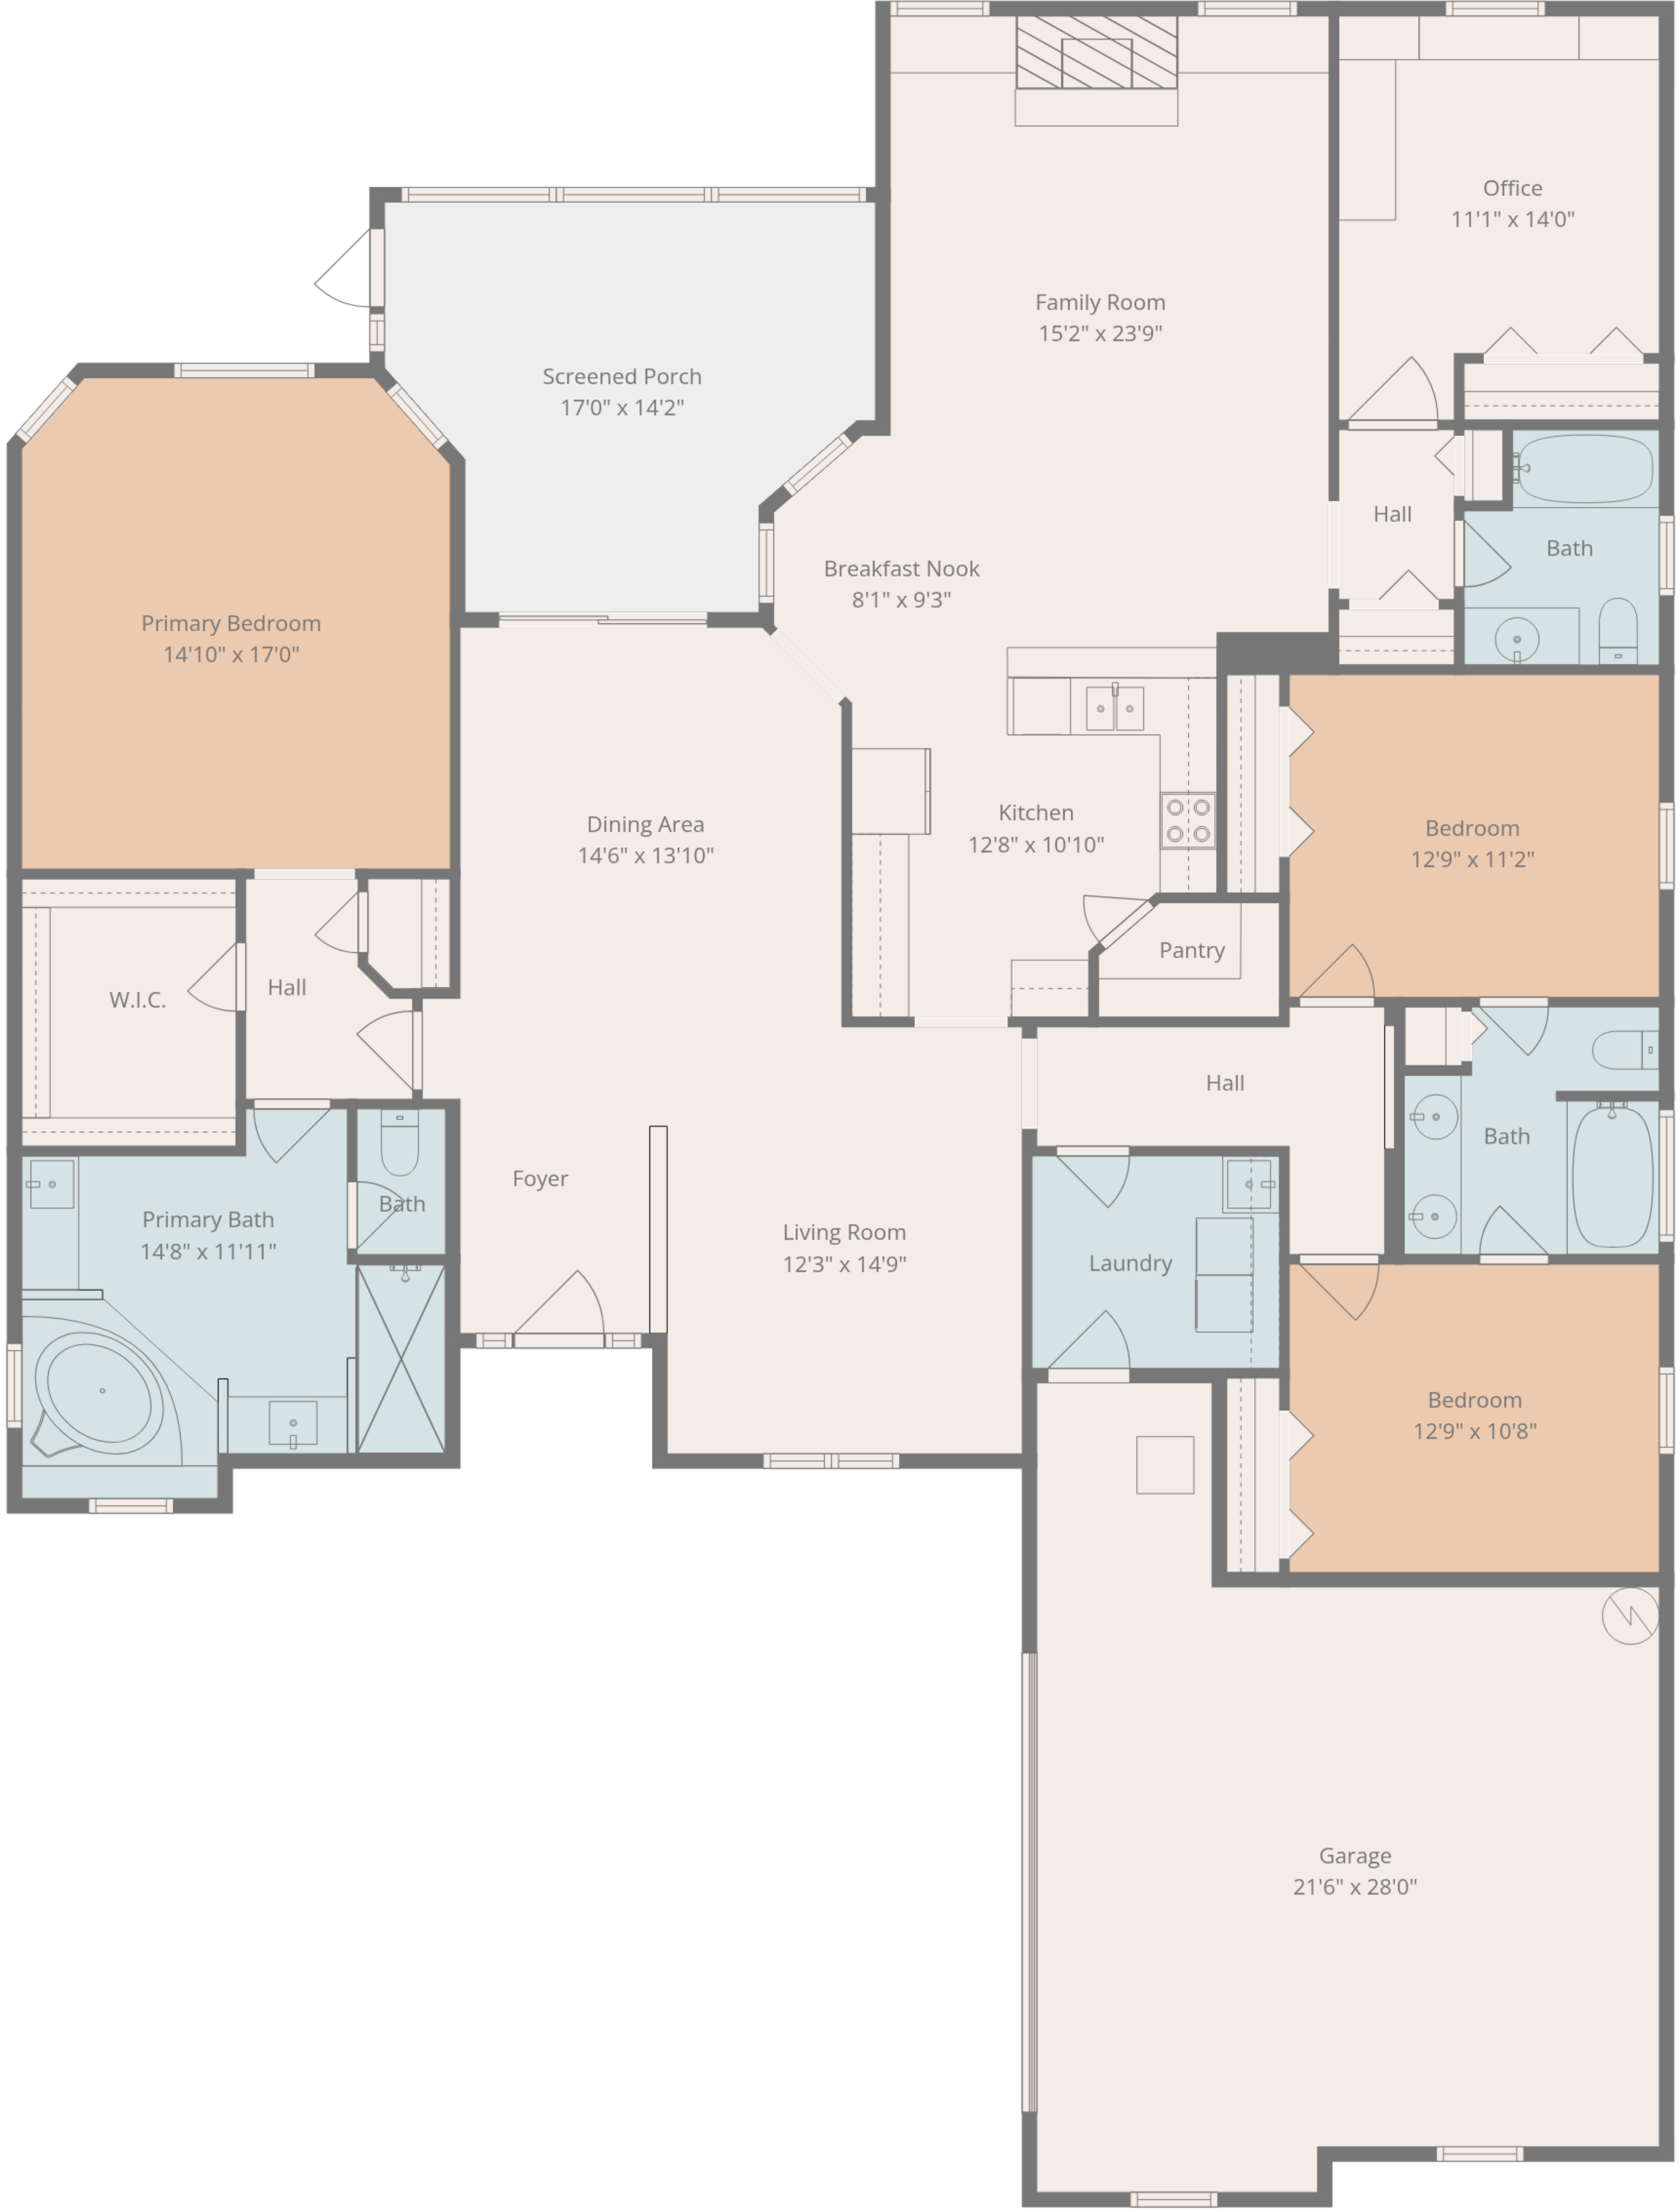 Office
11'1" x 14'0"
Family Room
15'2" x 23'9"
Screened Porch
17'0" x 14'2"
Hall
Bath
Breakfast Nook
8'1" x 9'3"
Primary Bedroom
14'10" x 17'0"
Dining Area
14'6" x 13'10"
Kitchen
12'8" x 10'10"
Bedroom
12'9" x 11'2"
Pantry
W.I.C.
Hall
Hall
Bath
Foyer
Bath
Primary Bath
14'8" x 11'11"
Living Room
12'3" x 14'9"
Laundry
Bedroom
12'9" x 10'8"
Garage
21'6" x 28'0"